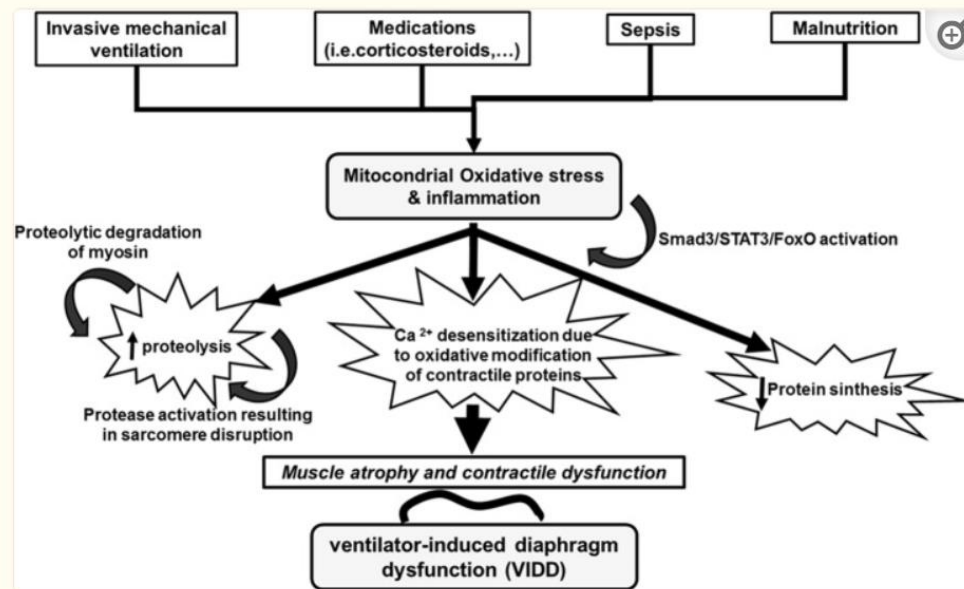 Invasive mechanical
ventilation
Medications
(i.e.corticosteroids,...)
Sepsis
Malnutrition
Mitocondrial Oxidative stress
& inflammation
Smad3/STAT3/FoxO activation
Proteolytic degradation
of myosin
proteolysis
Protease activation resulting
in sarcomere disruption
Ca 2+ desensitization due
to oxidative modification
of contractile proteins
Protein sinthesis
Muscle atrophy and contractile dysfunction
ventilator-induced diaphragm
dysfunction (VIDD)